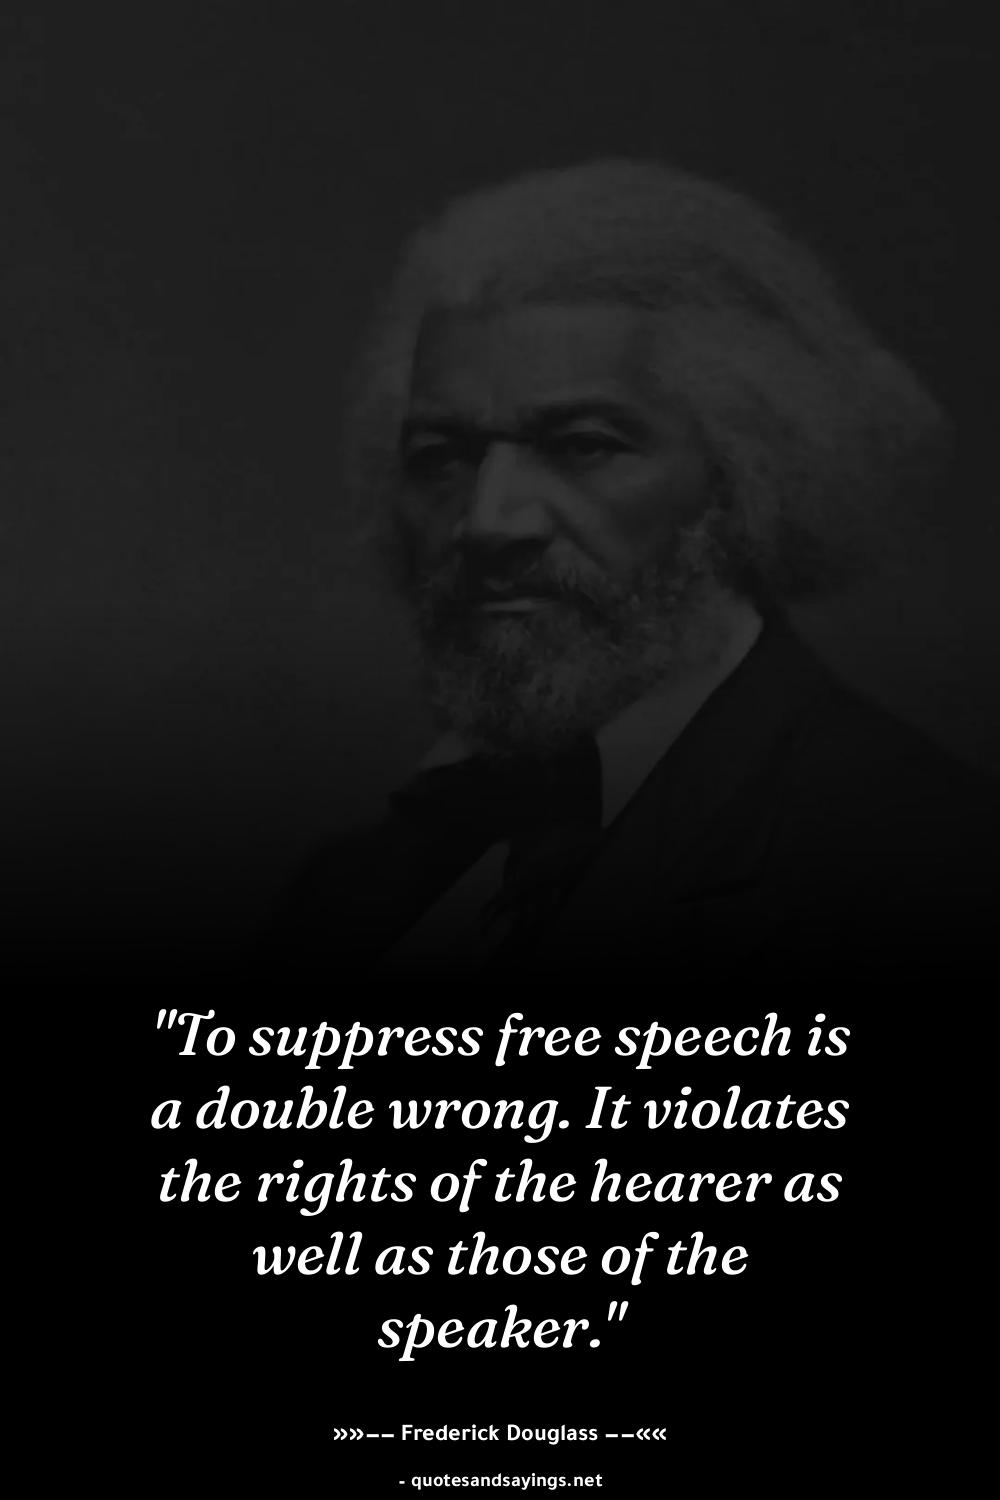 "To suppress free speech is
a double wrong. It violates
the rights of the hearer as
well as those of the
speaker."
»»−− Frederick Douglass −−««
- quotesandsayings.net